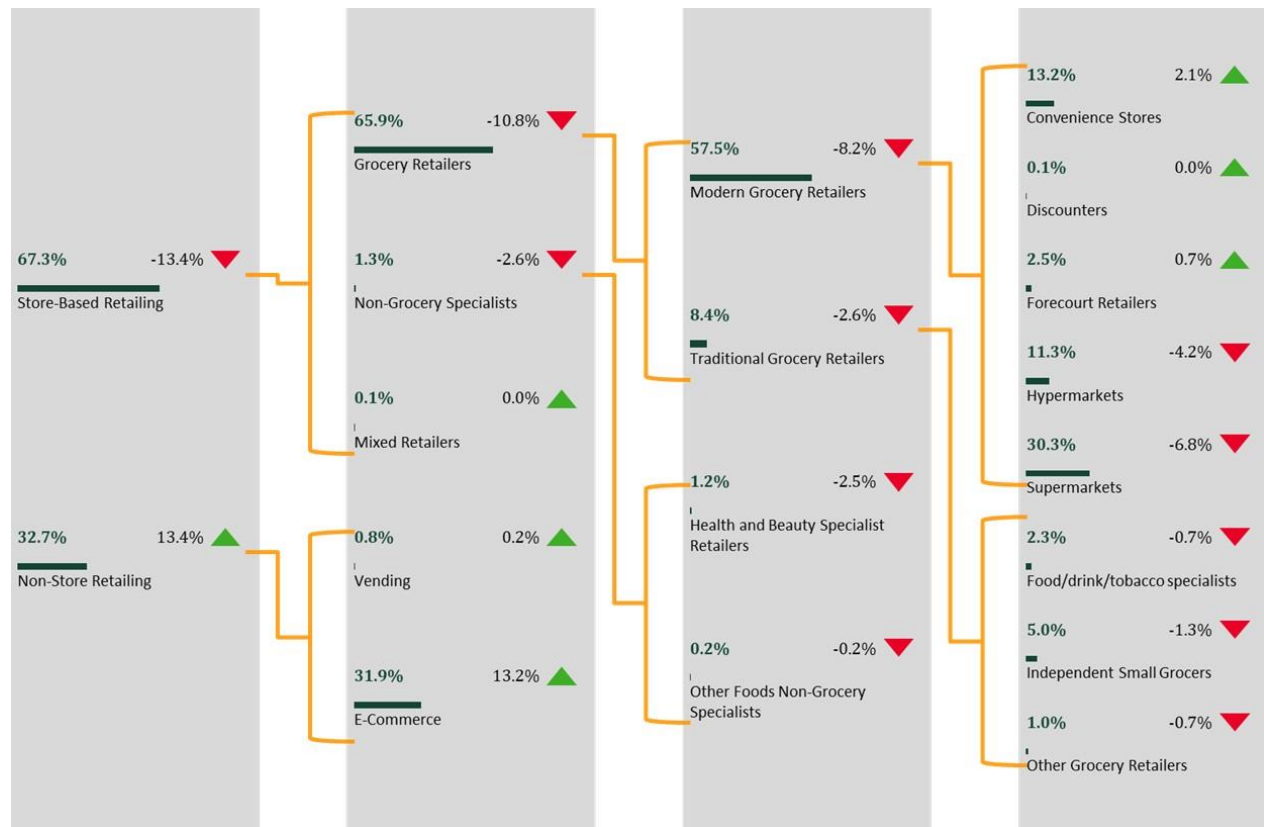 67.3% -13.4%
Store-Based Retailing
32.7% 13.4%
Non-Store Retailing
65.9% -10.8%
Grocery Retailers
1.3% -2.6%
Non-Grocery Specialists
0.1% 0.0%
Mixed Retailers
0.8% 0.2%
Vending
31.9% 13.2%
E-Commerce
57.5% -8.2%
Modern Grocery Retailers
8.4% -2.6%
Traditional Grocery Retailers
1.2% -2.5%
Health and Beauty Specialist
Retailers
0.2% -0.2%
Other Foods Non-Grocery
Specialists
13.2% 2.1%
Convenience Stores
0.1% 0.0%
Discounters
2.5% 0.7%
Forecourt Retailers
11.3% -4.2%
Hypermarkets
30.3% -6.8%
Supermarkets
2.3% -0.7%
Food/drink/tobacco specialists
5.0% -1.3%
Independent Small Grocers
1.0% -0.7%
Other Grocery Retailers